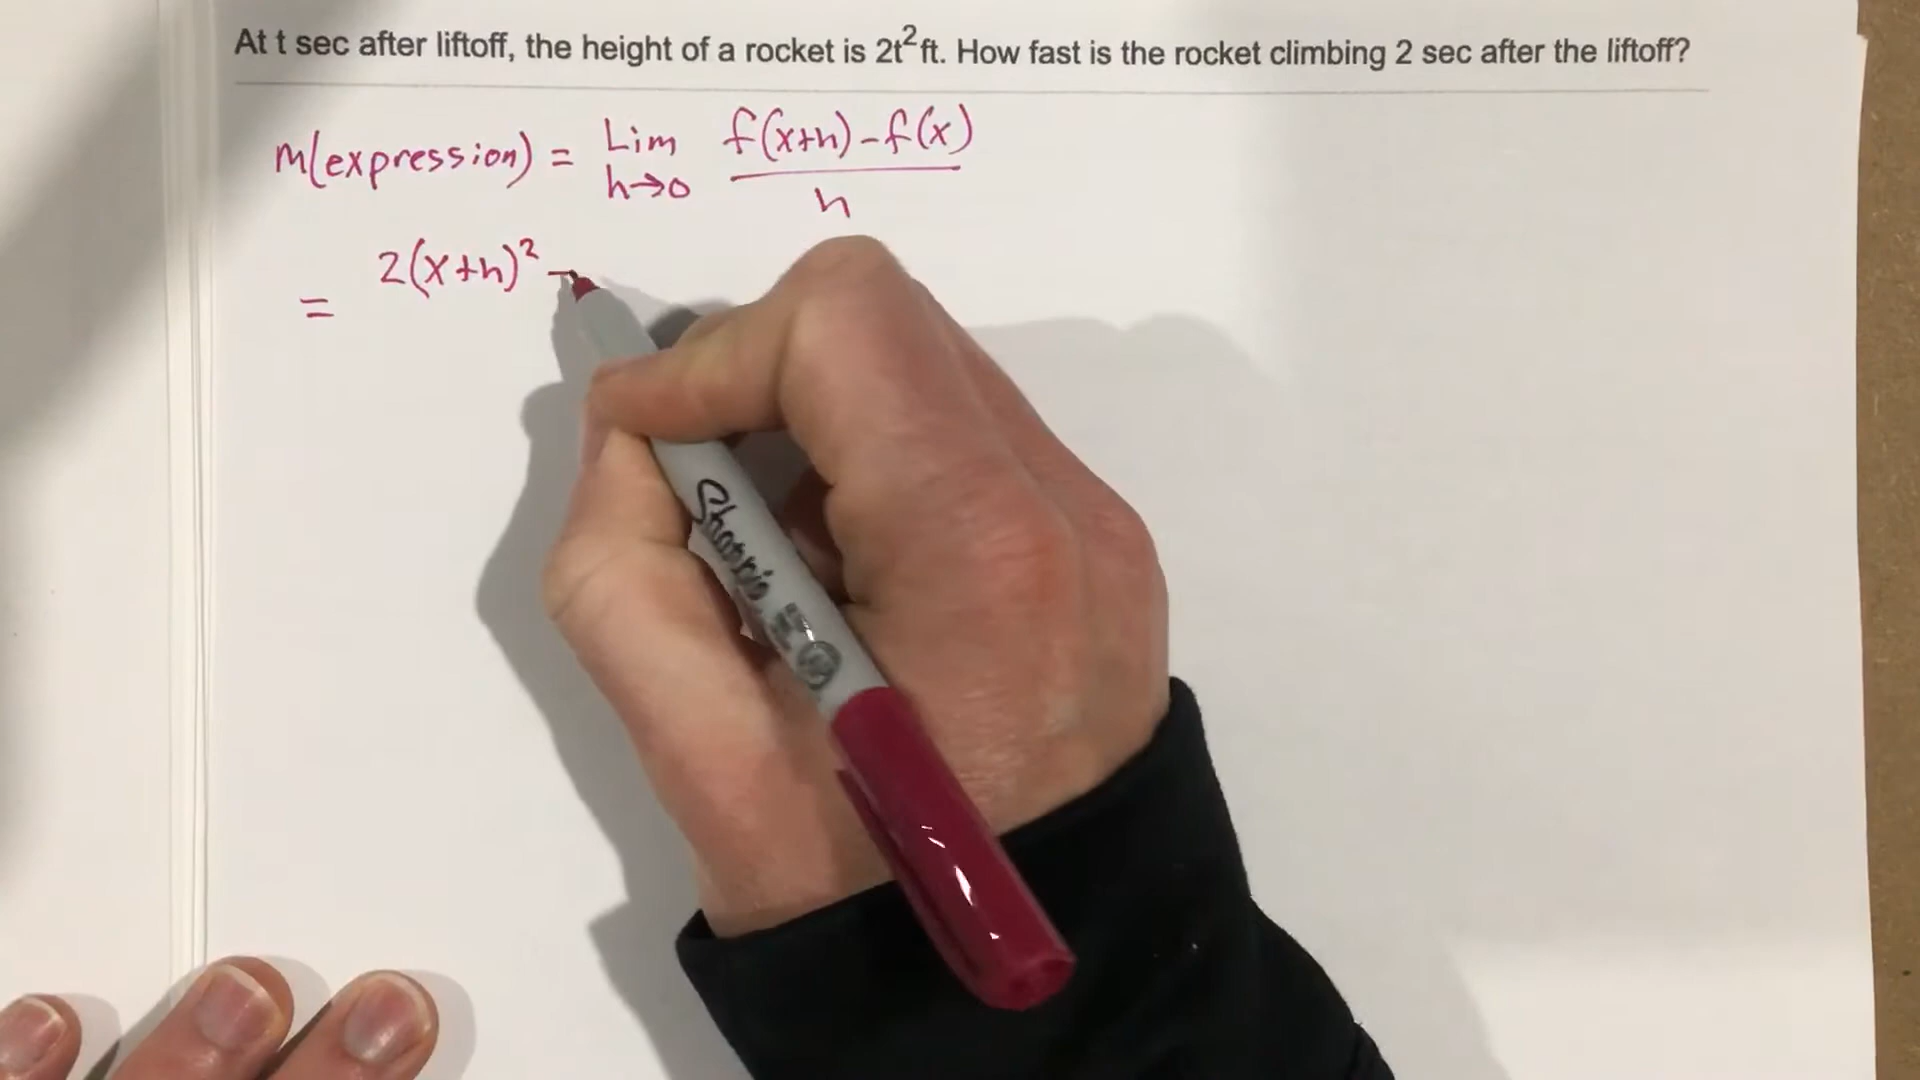 At t sec after liftoff, the height of a rocket is 2t² ft. How fast is the rocket climbing 2 sec after the liftoff?
m(expression) = Lim h→0 f(x+h)-f(x) / h
= 2(x+h)² -
Sharpie